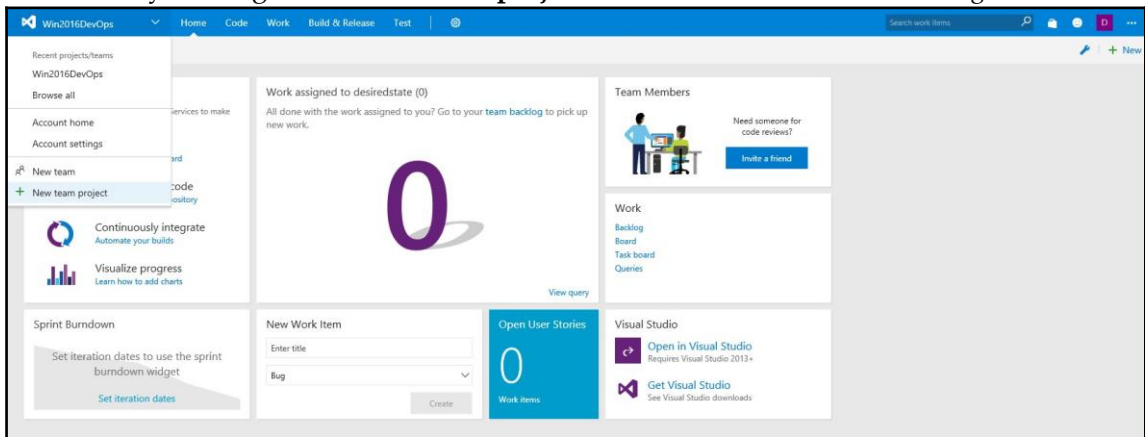 Win2016DevOps Home Code Work Build & Release Test Search work items D ...
+ New
Recent projects/teams
Win2016DevOps
Browse all
Account home
Account settings
New team
+ New team project
services to make
code
Continuously integrate
Automate your builds
Visualize progress
Learn how to add charts
Work assigned to desiredstate (0)
All done with the work assigned to you? Go to your team backlog to pick up
new work.
0
View query
Team Members
Need someone for
code reviews?
Invite a friend
Work
Backlog
Board
Task board
Queries
Sprint Burndown
Set iteration dates to use the sprint
burndown widget
Set iteration dates
New Work Item
Enter title
Bug
Create
Open User Stories
0
Work items
Visual Studio
Open in Visual Studio
Requires Visual Studio 2013+
Get Visual Studio
See Visual Studio downloads